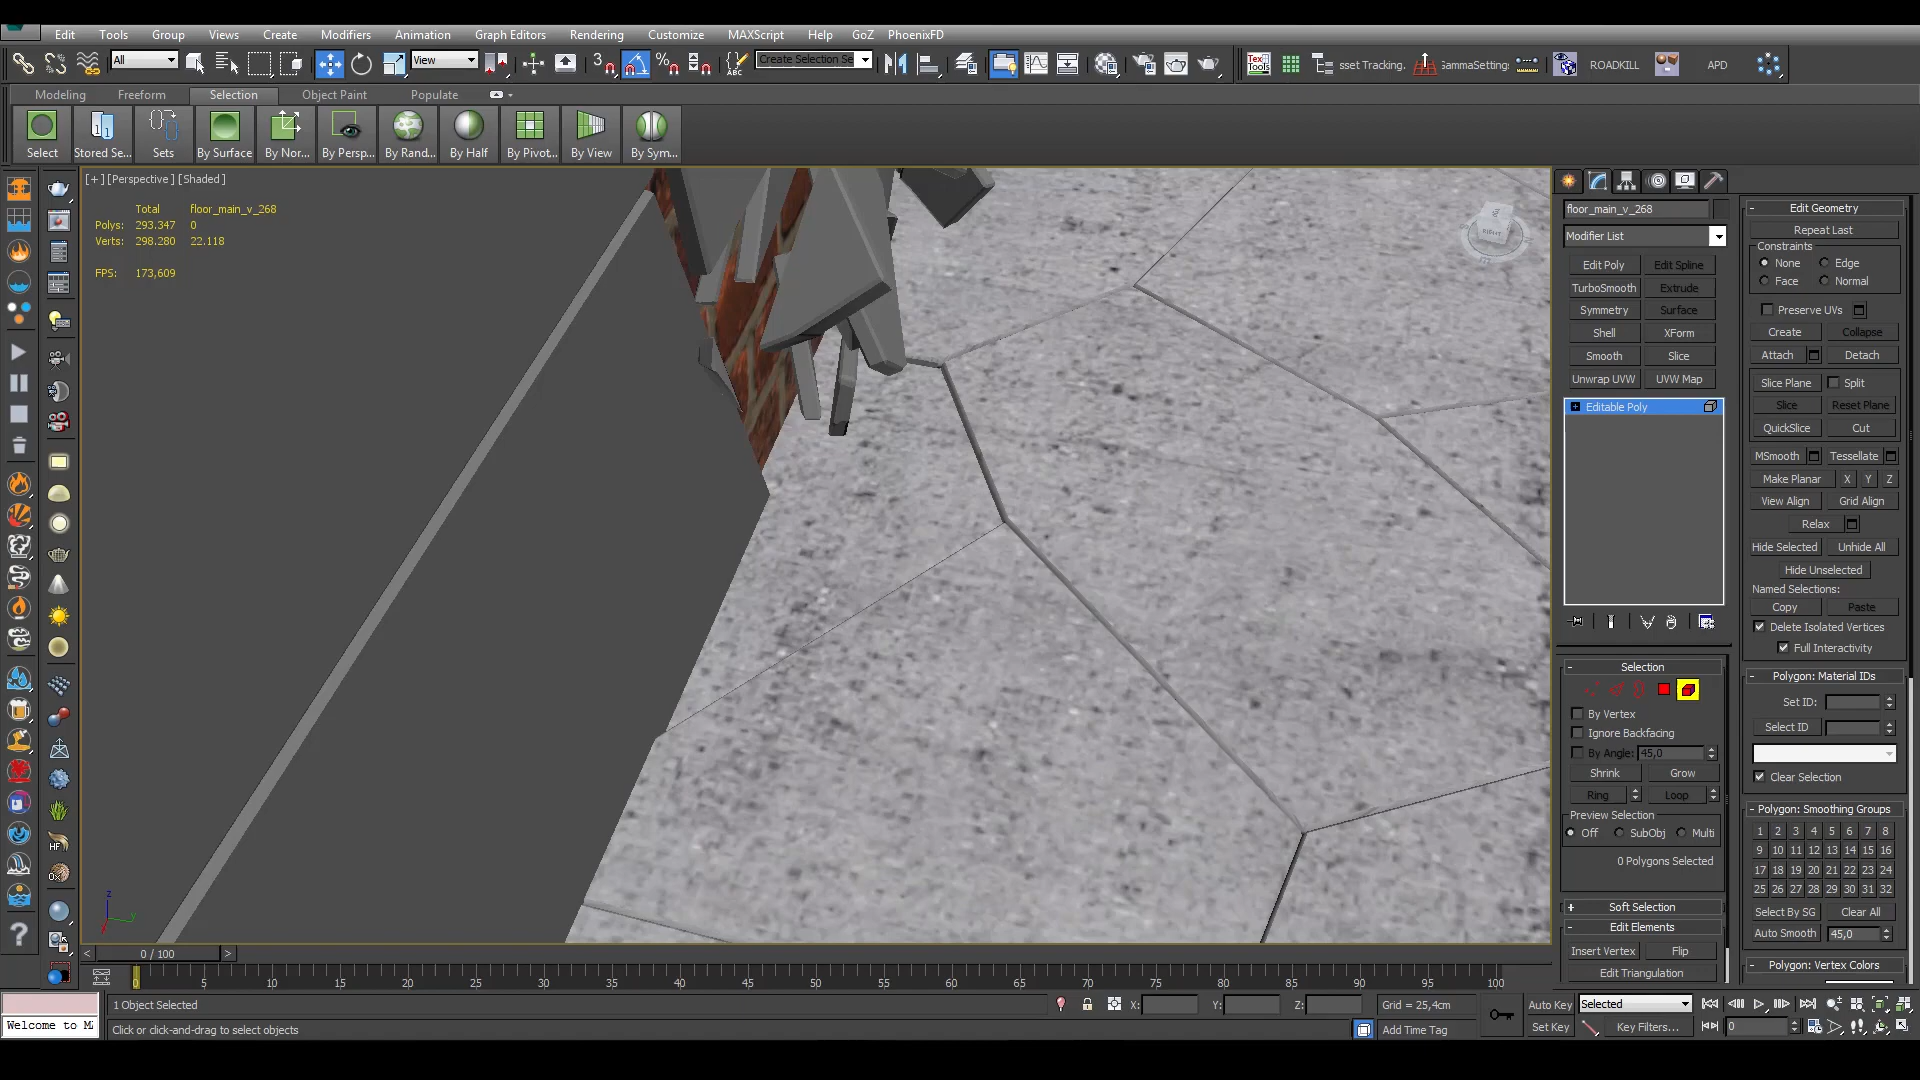 Edit Tools Group Views Create Modifiers Animation Graph Editors Rendering Customize MAXScript Help GoZ PhoenixFD
All View 3 % ABC Create Selection Se Tex Tools sset Tracking. GammaSetting: ROADKILL APD
Modeling Freeform Selection Object Paint Populate
Select Stored Se... Sets By Surface By Nor... By Persp... By Rand... By Half By Pivot... By View By Sym...
[+] [Perspective] [Shaded]
Total floor_main_v_268
Polys: 293.347 0
Verts: 298.280 22.118
FPS: 173,609
RIGHT
z
y
HF
?
floor_main_v_268
Modifier List
Edit Poly Edit Spline
TurboSmooth Extrude
Symmetry Surface
Shell XForm
Smooth Slice
Unwrap UVW UVW Map
Editable Poly
- Selection
By Vertex
Ignore Backfacing
By Angle: 45,0
Shrink Grow
Ring Loop
Preview Selection
Off SubObj Multi
0 Polygons Selected
+ Soft Selection
- Edit Elements
Insert Vertex Flip
Edit Triangulation
- Edit Geometry
Repeat Last
Constraints
None Edge
Face Normal
Preserve UVs
Create Collapse
Attach Detach
Slice Plane Split
Slice Reset Plane
QuickSlice Cut
MSmooth Tessellate
Make Planar X Y Z
View Align Grid Align
Relax
Hide Selected Unhide All
Hide Unselected
Named Selections:
Copy Paste
Delete Isolated Vertices
Full Interactivity
- Polygon: Material IDs
Set ID:
Select ID
Clear Selection
- Polygon: Smoothing Groups
1 2 3 4 5 6 7 8
9 10 11 12 13 14 15 16
17 18 19 20 21 22 23 24
25 26 27 28 29 30 31 32
Select By SG Clear All
Auto Smooth 45,0
- Polygon: Vertex Colors
< 0 / 100 >
0 5 10 15 20 25 30 35 40 45 50 55 60 65 70 75 80 85 90 95 100
1 Object Selected X: Y: Z: Grid = 25,4cm Auto Key Selected
Welcome to M
Click or click-and-drag to select objects Add Time Tag Set Key Key Filters... 0